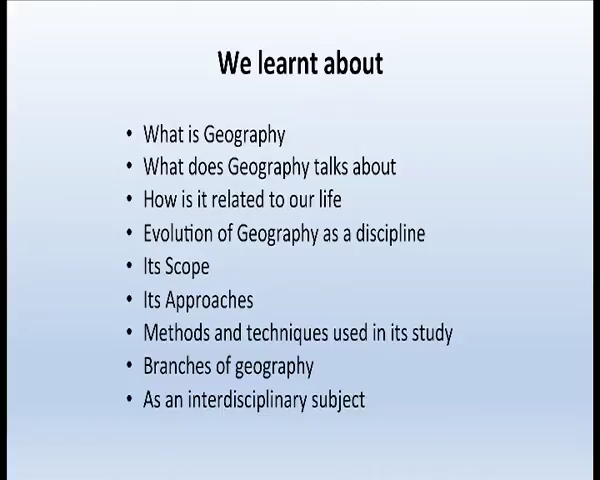 We learnt about
• What is Geography
• What does Geography talks about
• How is it related to our life
• Evolution of Geography as a discipline
• Its Scope
• Its Approaches
• Methods and techniques used in its study
• Branches of geography
• As an interdisciplinary subject